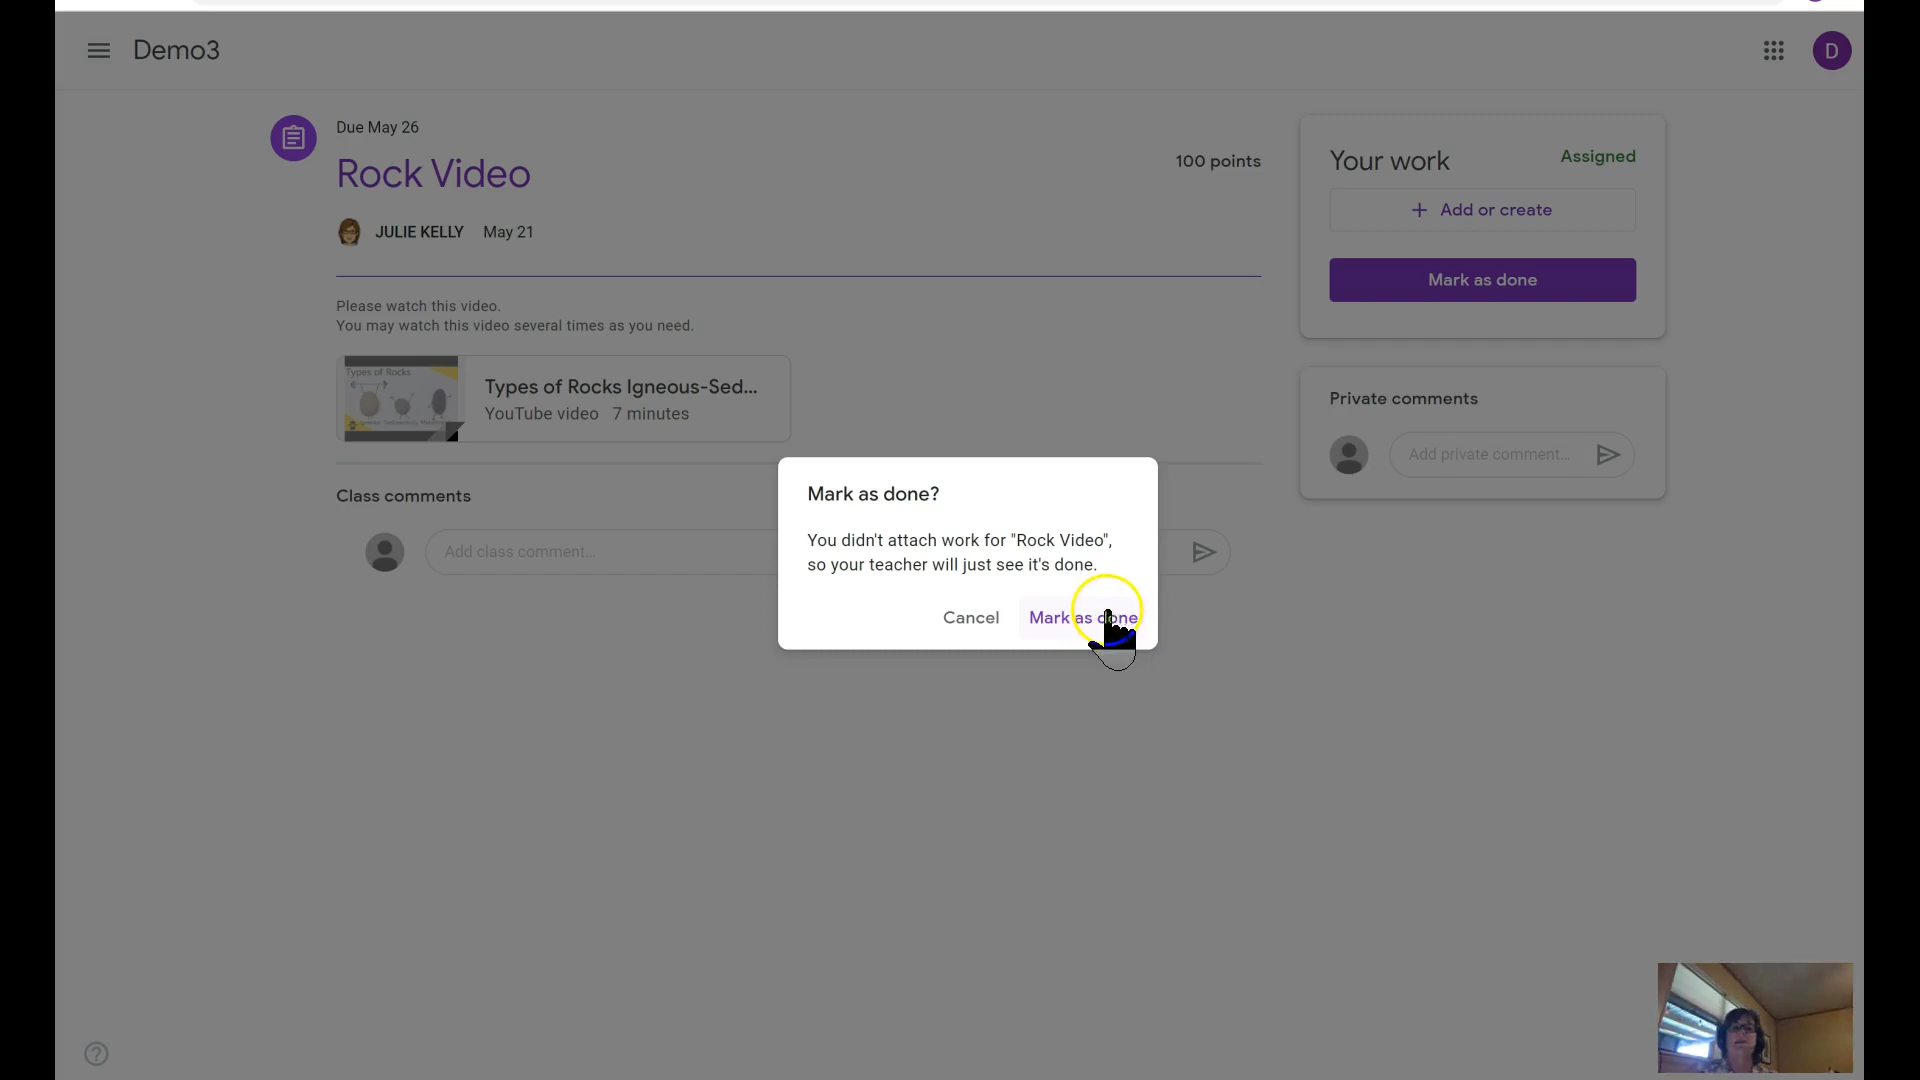 Demo3
D
Due May 26
Rock Video
100 points
JULIE KELLY May 21
Please watch this video.
You may watch this video several times as you need.
Types of Rocks
Types of Rocks Igneous-Sed...
YouTube video 7 minutes
Class comments
Add class comment...
Your work
Assigned
+ Add or create
Mark as done
Private comments
Add private comment...
Mark as done?
You didn't attach work for "Rock Video",
so your teacher will just see it's done.
Cancel
Mark as done
?